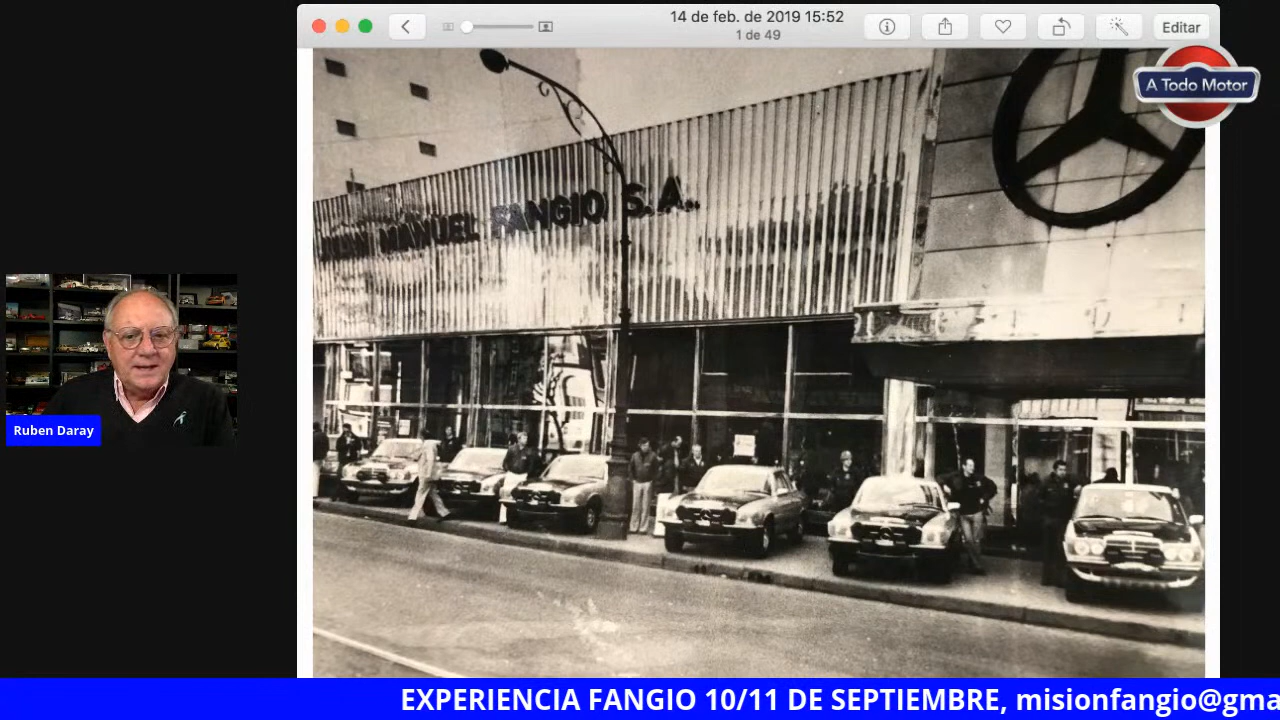 14 de feb. de 2019 15:52
1 de 49
Editar
A Todo Motor
JUAN MANUEL FANGIO S.A.
Ruben Daray
EXPERIENCIA FANGIO 10/11 DE SEPTIEMBRE, misionfangio@gma